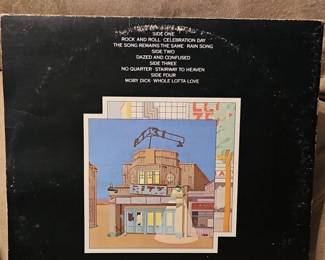 SIDE ONE
ROCK AND ROLL CELEBRATION DAY
THE SONG REMAINS THE SAME RAIN SONG
SIDE TWO
DAZED AND CONFUSED
SIDE THREE
NO QUARTER STAIRWAY TO HEAVEN
SIDE FOUR
MOBY DICK WHOLE LOTTA LOVE
CITY